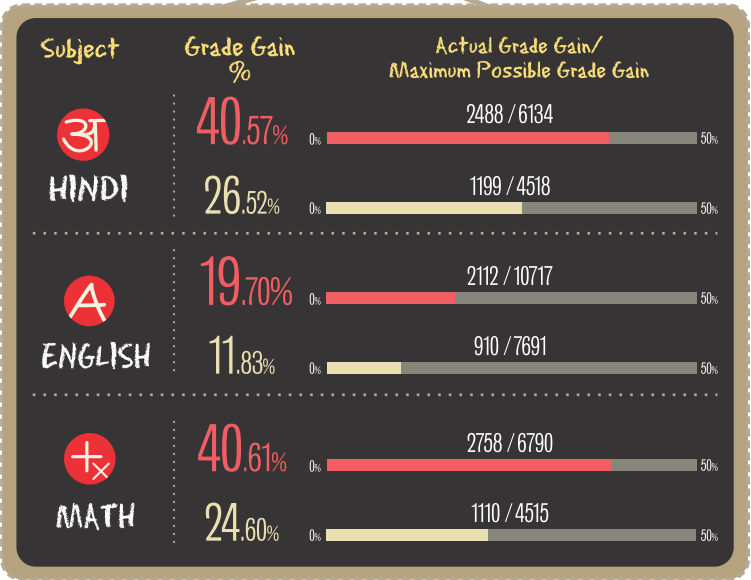 Subject
Grade Gain
%
Actual Grade Gain/
Maximum Possible Grade Gain
अ
HINDI
40.57%
2488 / 6134
0%
50%
26.52%
1199 / 4518
0%
50%
A
ENGLISH
19.70%
2112 / 10717
0%
50%
11.83%
910 / 7691
0%
50%
+×
MATH
40.61%
2758 / 6790
0%
50%
24.60%
1110 / 4515
0%
50%